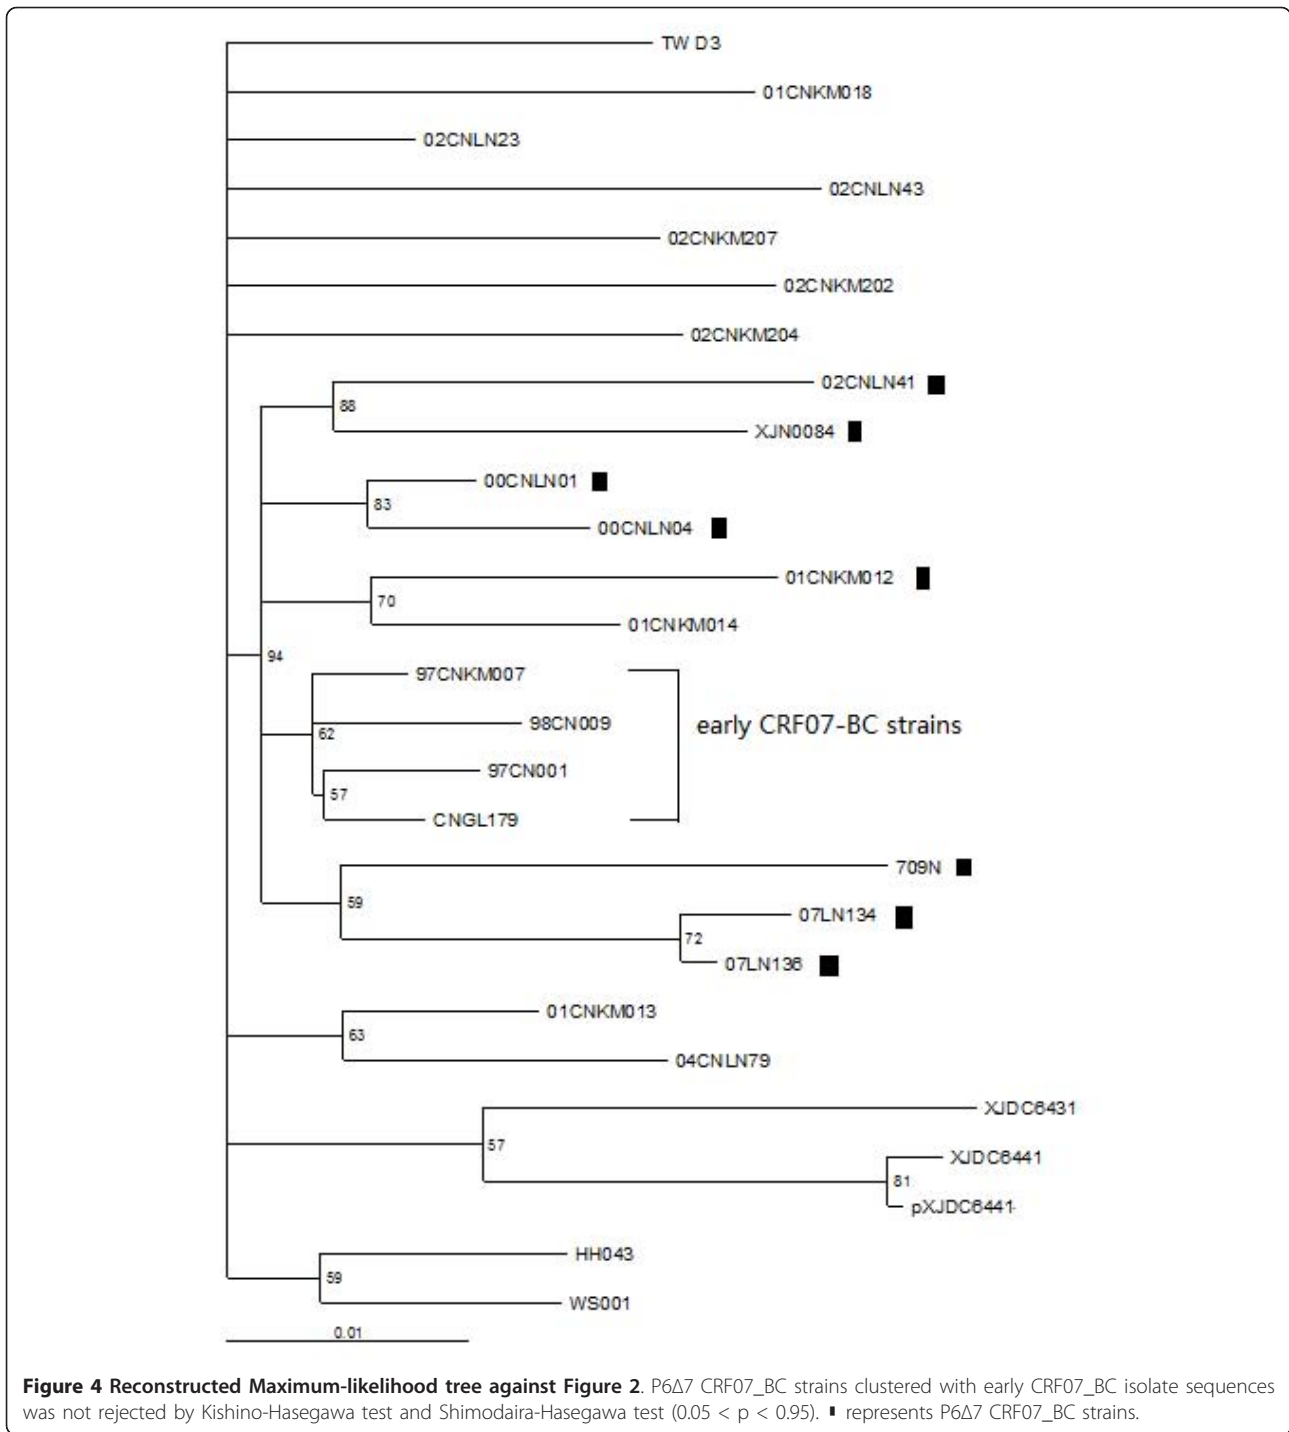 TW D3
01CNKM018
02CNLN23
02CNLN43
02CNKM207
02CNKM202
02CNKM204
02CNLN41
88
XJN0084
00CNLN01
83
00CNLN04
01CNKM012
70
01CNKM014
94
97CNKM007
98CN009
62
early CRF07-BC strains
97CN001
57
CNGL179
709N
59
07LN134
72
07LN136
01CNKM013
63
04CNLN79
XJDC6431
57
XJDC6441
81
pXJDC6441
HH043
59
WS001
0.01
Figure 4 Reconstructed Maximum-likelihood tree against Figure 2. P6Δ7 CRF07_BC strains clustered with early CRF07_BC isolate sequences
was not rejected by Kishino-Hasegawa test and Shimodaira-Hasegawa test (0.05 < p < 0.95). ▪ represents P6Δ7 CRF07_BC strains.